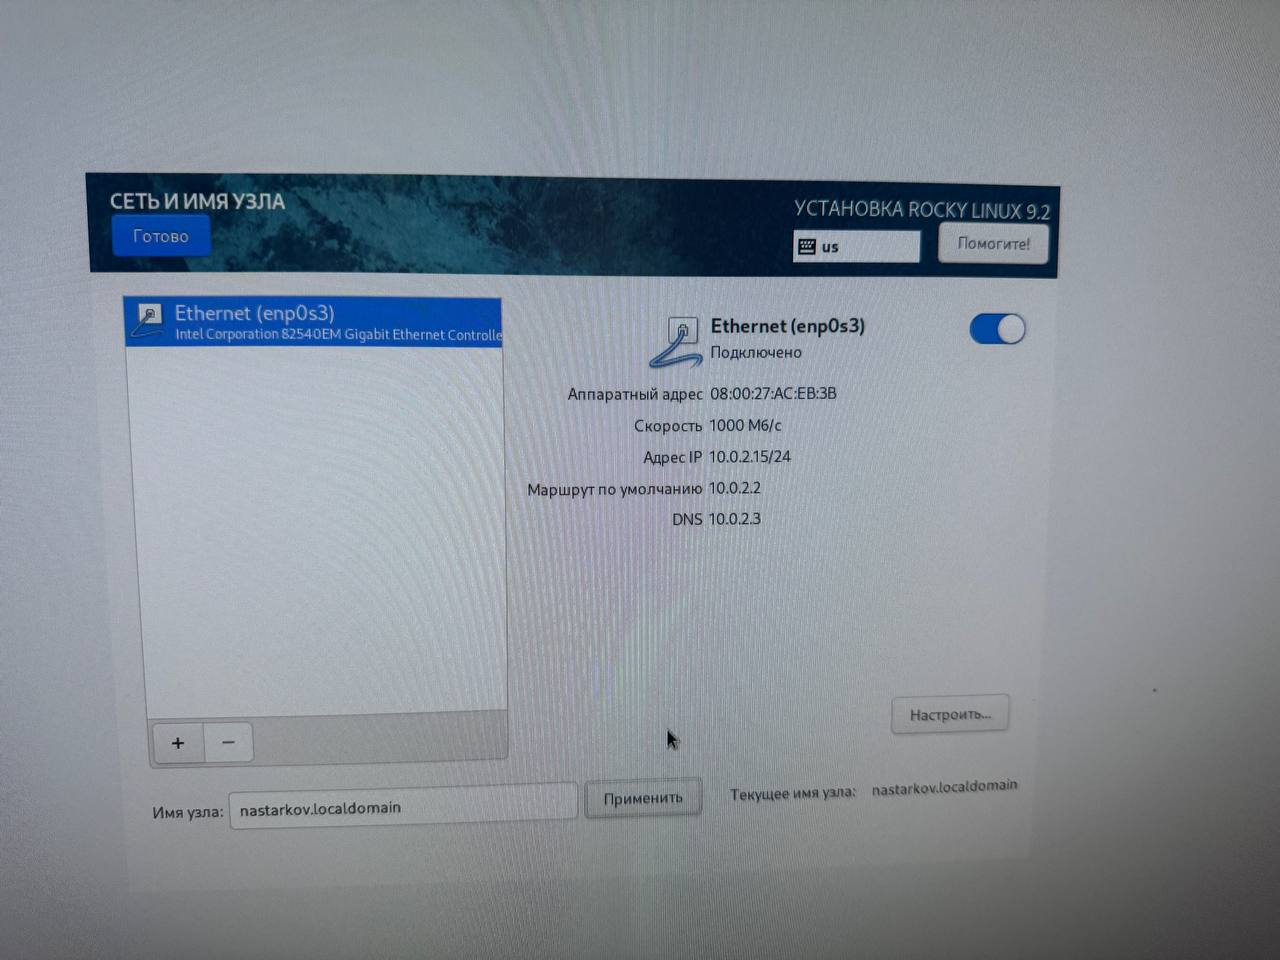 СЕТЬ И ИМЯ УЗЛА
Готово
УСТАНОВКА ROCKY LINUX 9.2
us
Помогите!
Ethernet (enp0s3)
Intel Corporation 82540EM Gigabit Ethernet Controlle
Ethernet (enp0s3)
Подключено
Аппаратный адрес 08:00:27:AC:EB:3B
Скорость 1000 Мб/с
Адрес IP 10.0.2.15/24
Маршрут по умолчанию 10.0.2.2
DNS 10.0.2.3
+ −
Настроить...
Имя узла: nastarkov.localdomain
Применить
Текущее имя узла: nastarkov.localdomain